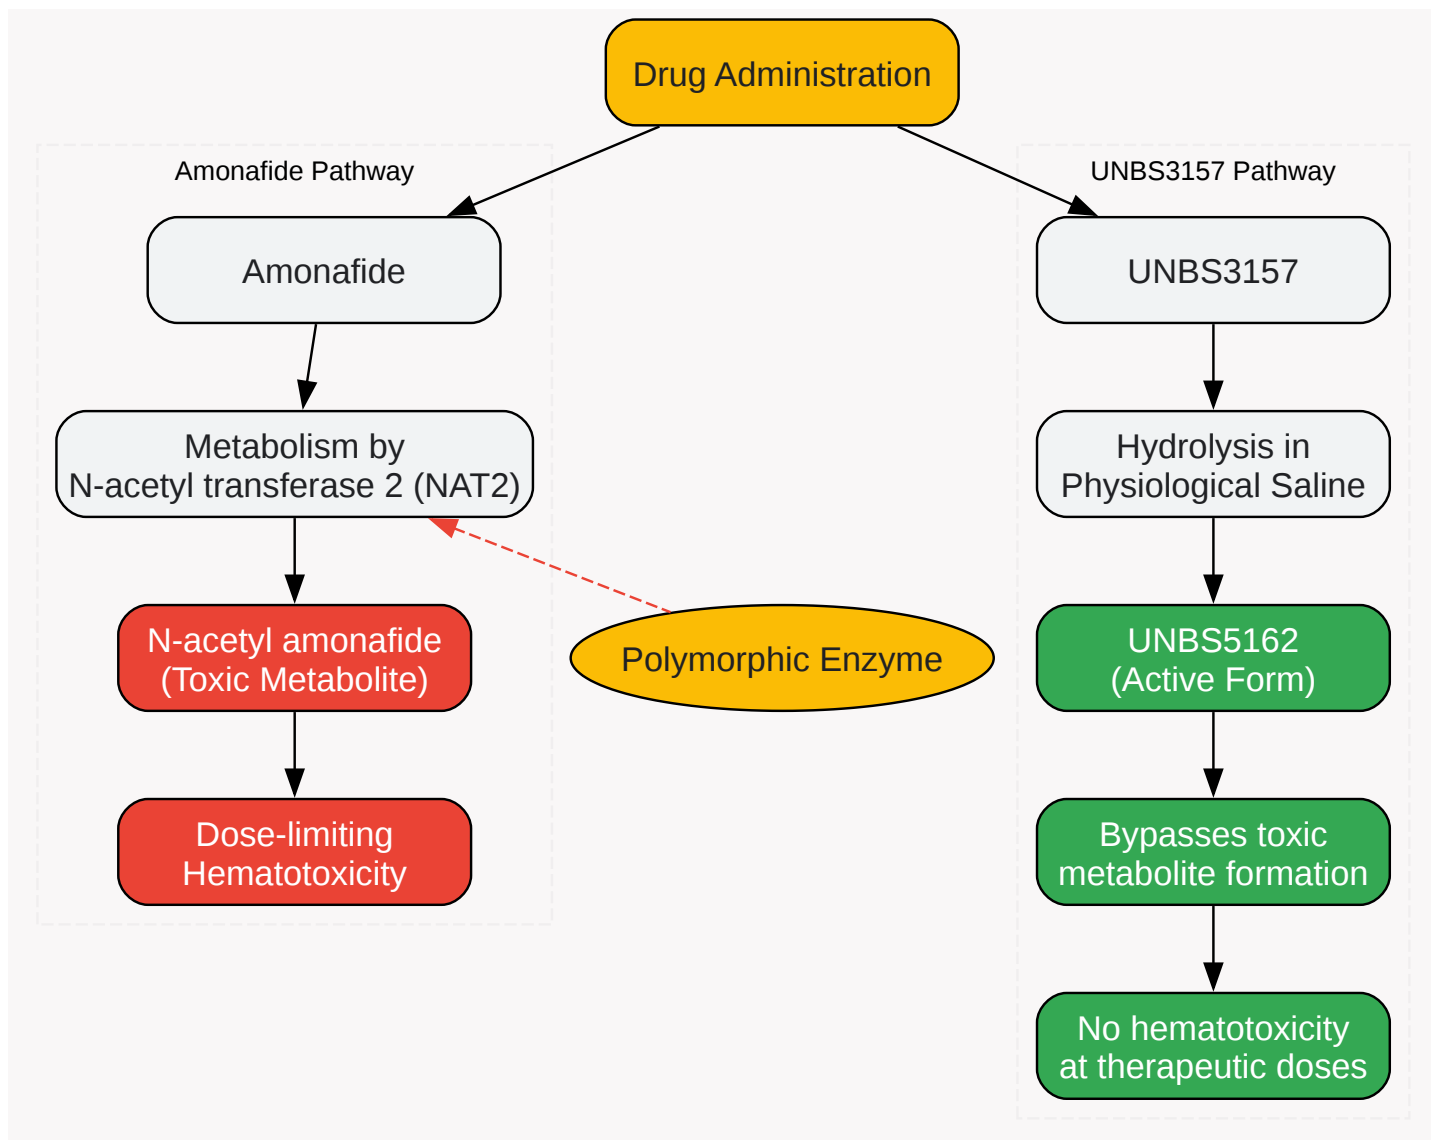 Drug Administration
Amonafide Pathway
Amonafide
Metabolism by
N-acetyl transferase 2 (NAT2)
N-acetyl amonafide
(Toxic Metabolite)
Dose-limiting
Hematotoxicity
Polymorphic Enzyme
UNBS3157 Pathway
UNBS3157
Hydrolysis in
Physiological Saline
UNBS5162
(Active Form)
Bypasses toxic
metabolite formation
No hematotoxicity
at therapeutic doses